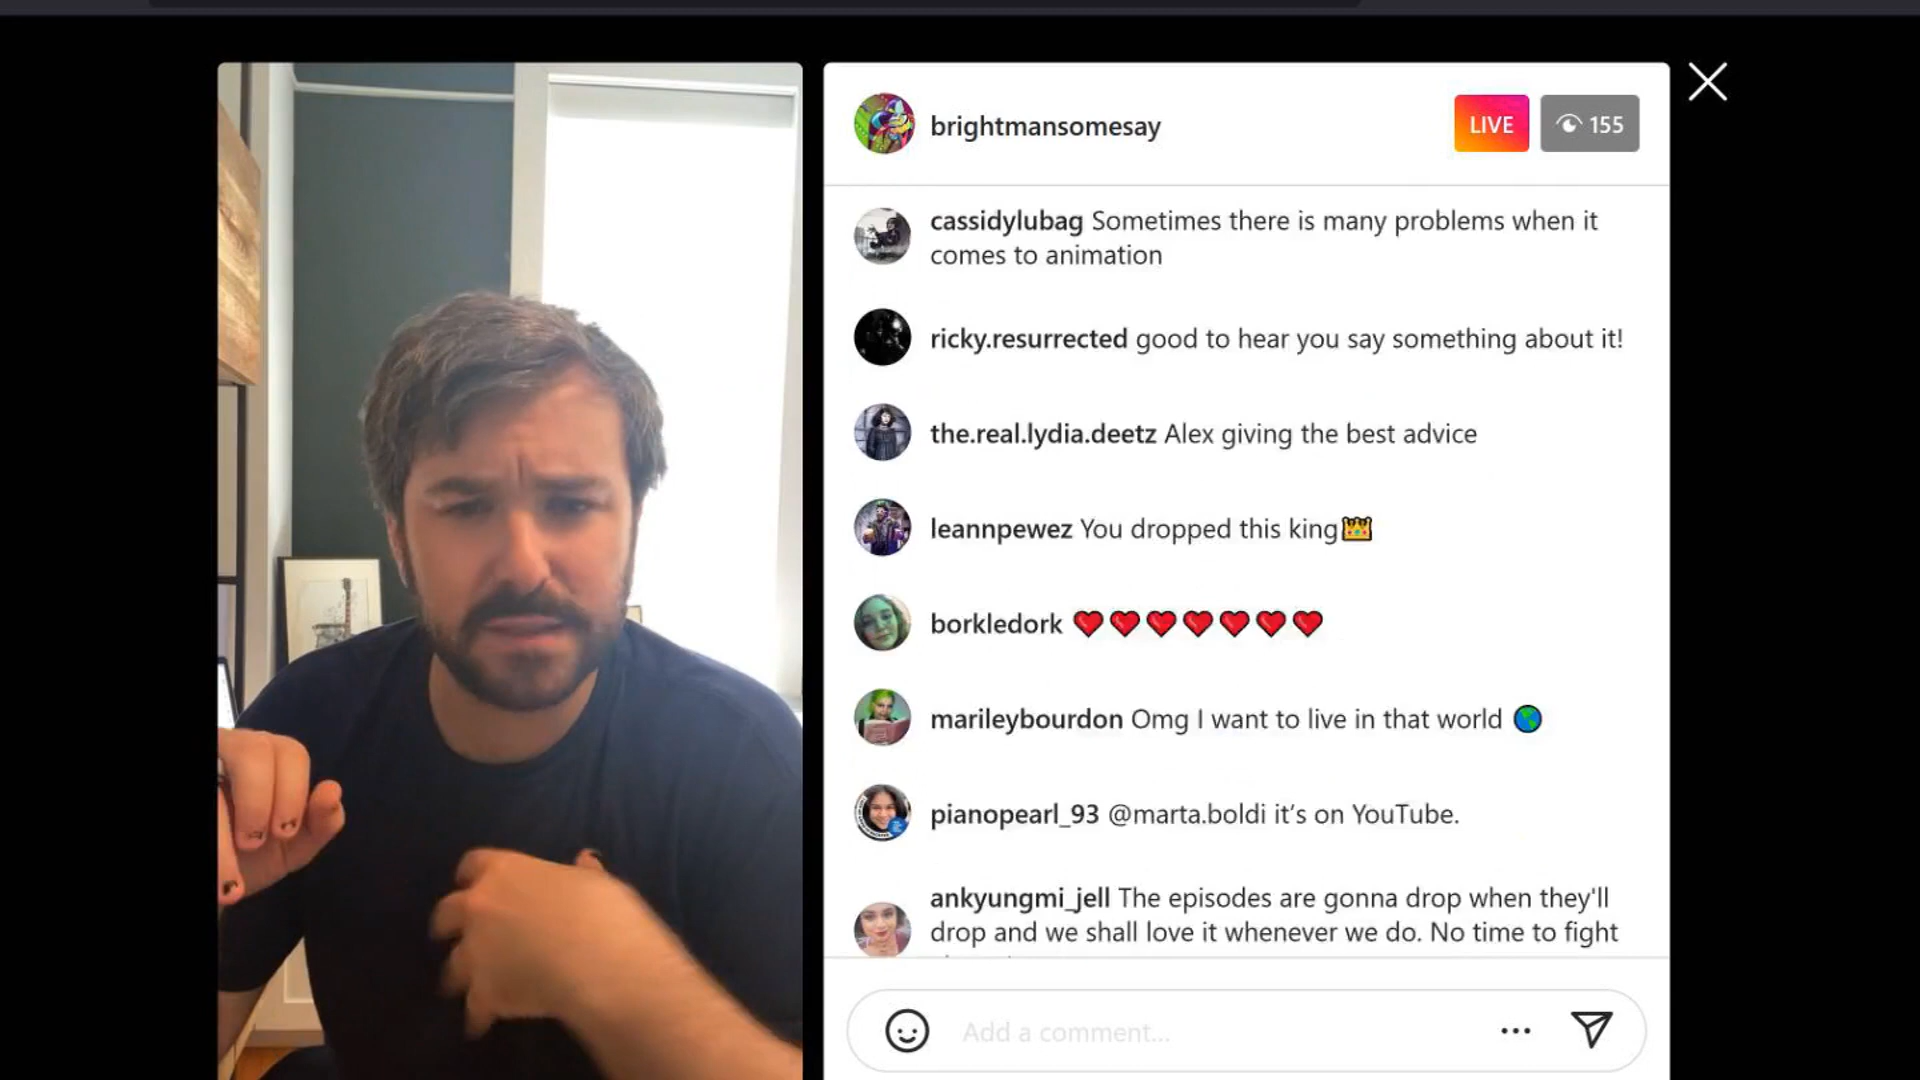 brightmansomesay
LIVE
155
cassidylubag Sometimes there is many problems when it
comes to animation
ricky.resurrected good to hear you say something about it!
the.real.lydia.deetz Alex giving the best advice
leannpewez You dropped this king👑
borkledork ❤️❤️❤️❤️❤️❤️❤️
marileybourdon Omg I want to live in that world 🌎
pianopearl_93 @marta.boldi it’s on YouTube.
ankyungmi_jell The episodes are gonna drop when they'll
drop and we shall love it whenever we do. No time to fight
Add a comment...